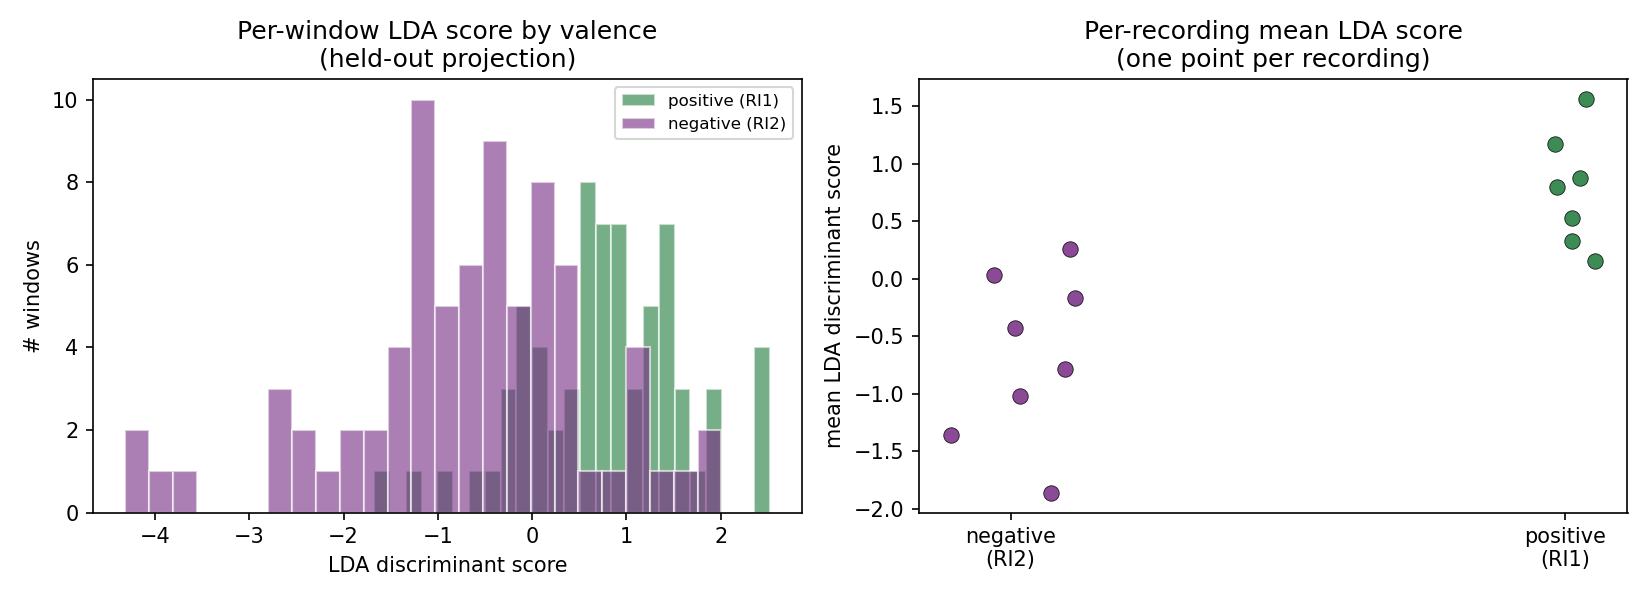 Per-window LDA score by valence
(held-out projection)
positive (RI1)
negative (RI2)
# windows
10
8
6
4
2
0
−4
−3
−2
−1
0
1
2
LDA discriminant score
Per-recording mean LDA score
(one point per recording)
mean LDA discriminant score
1.5
1.0
0.5
0.0
−0.5
−1.0
−1.5
−2.0
negative
(RI2)
positive
(RI1)